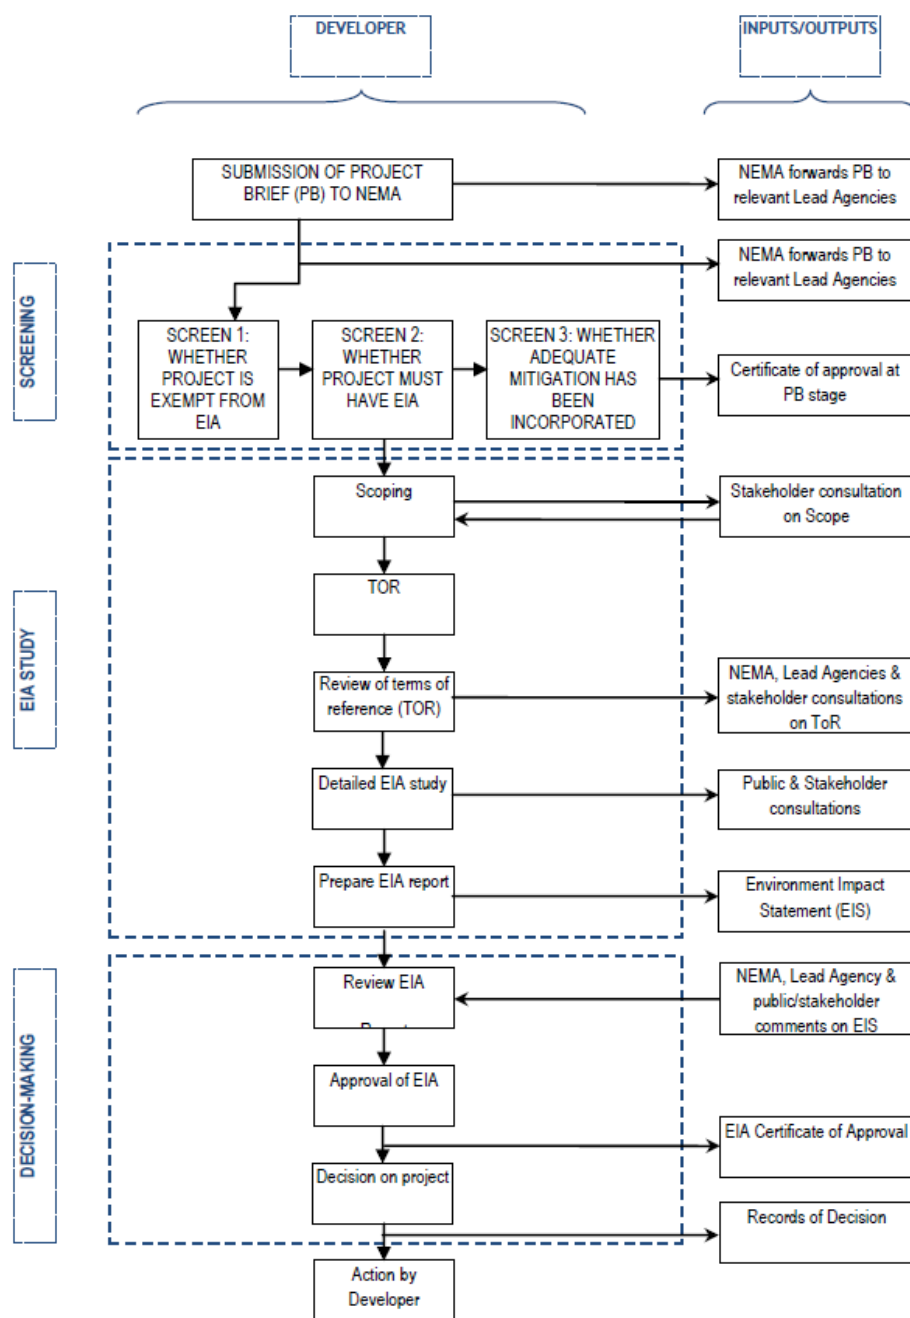 DEVELOPER
INPUTS/OUTPUTS
SUBMISSION OF PROJECT
BRIEF (PB) TO NEMA
NEMA forwards PB to
relevant Lead Agencies
NEMA forwards PB to
relevant Lead Agencies
SCREENING
SCREEN 1:
WHETHER
PROJECT IS
EXEMPT FROM
EIA
SCREEN 2:
WHETHER
PROJECT MUST
HAVE EIA
SCREEN 3: WHETHER
ADEQUATE
MITIGATION HAS
BEEN
INCORPORATED
Certificate of approval at
PB stage
EIA STUDY
Scoping
Stakeholder consultation
on Scope
TOR
Review of terms of
reference (TOR)
NEMA, Lead Agencies &
stakeholder consultations
on ToR
Detailed EIA study
Public & Stakeholder
consultations
Prepare EIA report
Environment Impact
Statement (EIS)
DECISION-MAKING
Review EIA
NEMA, Lead Agency &
public/stakeholder
comments on EIS
Approval of EIA
EIA Certificate of Approval
Decision on project
Records of Decision
Action by
Developer